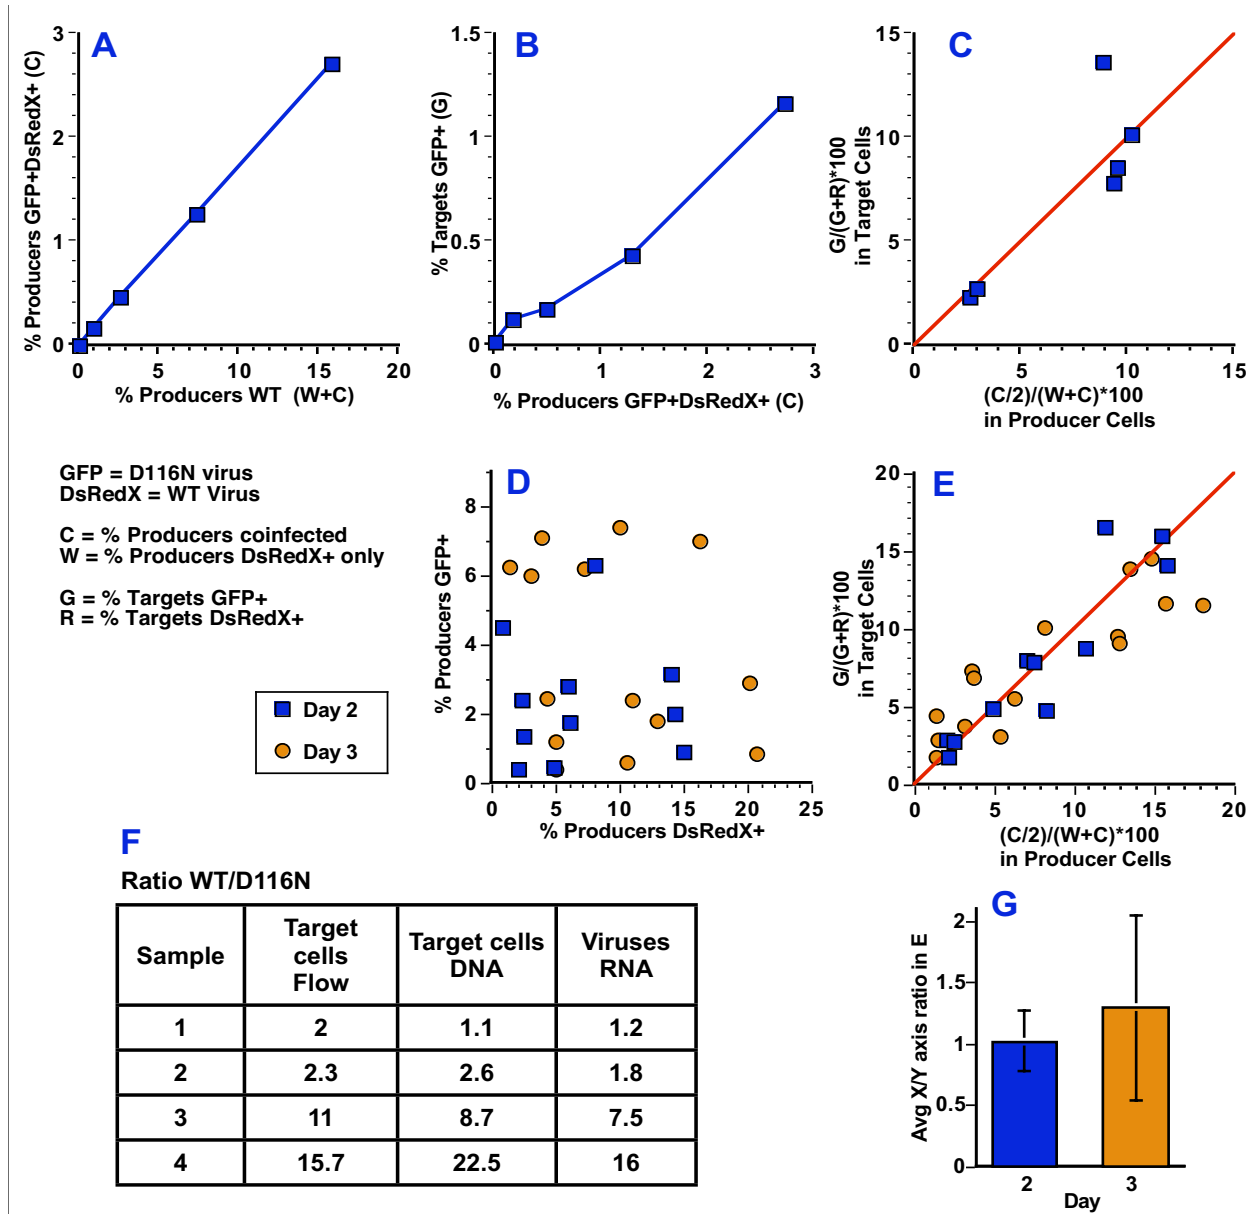 A
% Producers GFP+DsRedX+ (C)
3
2
1
0
0 5 10 15 20
% Producers WT (W+C)
B
% Targets GFP+ (G)
1.5
1
0.5
0
0 1 2 3
% Producers GFP+DsRedX+ (C)
C
G/(G+R)*100
in Target Cells
15
10
5
0
0 5 10 15
(C/2)/(W+C)*100
in Producer Cells
GFP = D116N virus
DsRedX = WT Virus
C = % Producers coinfected
W = % Producers DsRedX+ only
G = % Targets GFP+
R = % Targets DsRedX+
Day 2
Day 3
D
% Producers GFP+
8
6
4
2
0
0 5 10 15 20 25
% Producers DsRedX+
E
G/(G+R)*100
in Target Cells
20
15
10
5
0
0 5 10 15 20
(C/2)/(W+C)*100
in Producer Cells
F
Ratio WT/D116N
Sample Target cells Flow Target cells DNA Viruses RNA
1 2 1.1 1.2
2 2.3 2.6 1.8
3 11 8.7 7.5
4 15.7 22.5 16
G
Avg X/Y axis ratio in E
2
1.5
1
0.5
0
2 3
Day